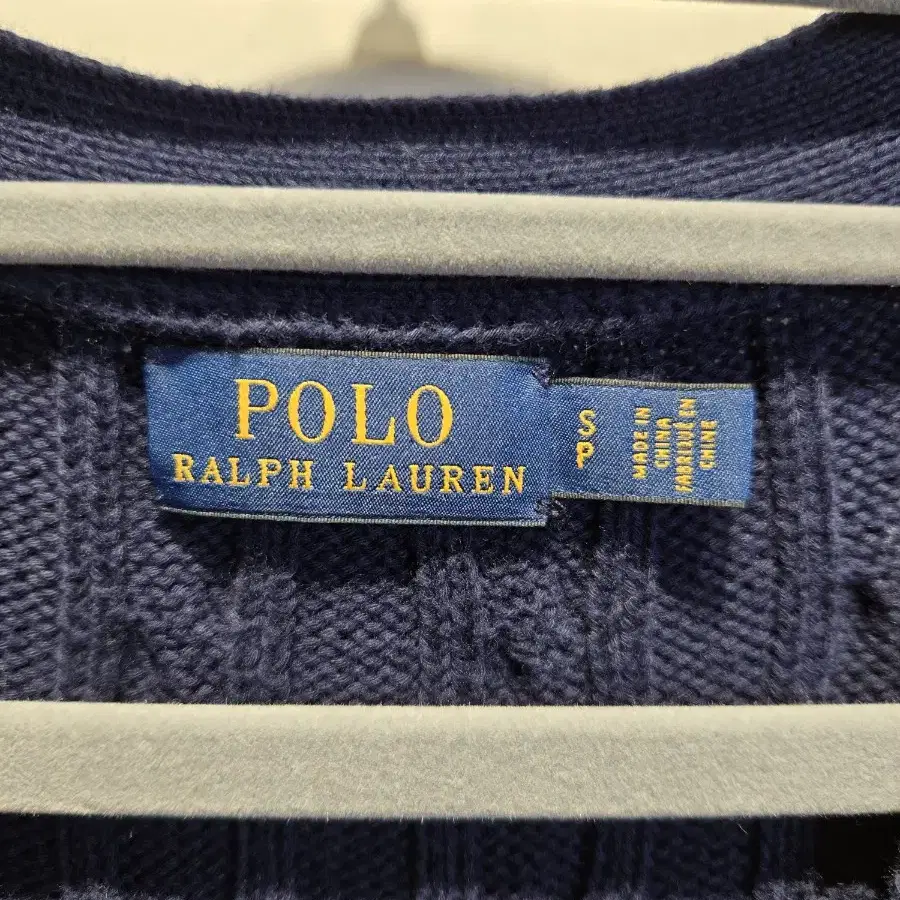 POLO
RALPH LAUREN
S
P
MADE IN
CHINA
FABRIQUÉ EN
CHINE